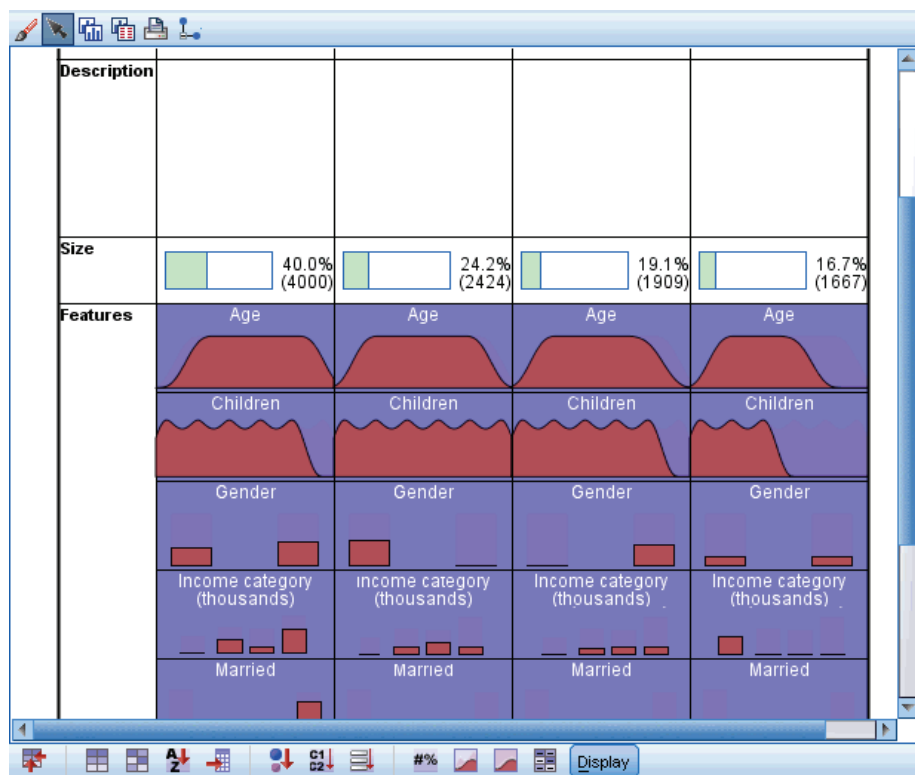 Description
Size
40.0%
(4000)
24.2%
(2424)
19.1%
(1909)
16.7%
(1667)
Features
Age
Age
Age
Age
Children
Children
Children
Children
Gender
Gender
Gender
Gender
Income category
(thousands)
Income category
(thousands)
Income category
(thousands)
Income category
(thousands)
Married
Married
Married
Married
A
Z
C1
C2
#%
Display